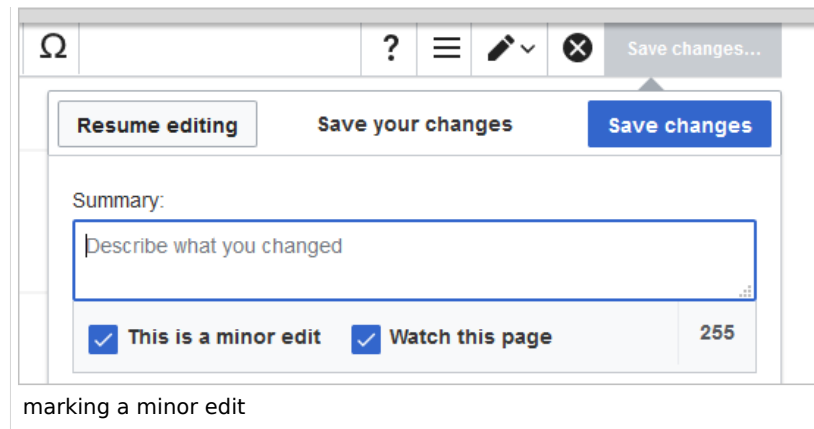 Ω ? Save changes...
Resume editing Save your changes Save changes
Summary:
Describe what you changed
This is a minor edit Watch this page 255
marking a minor edit